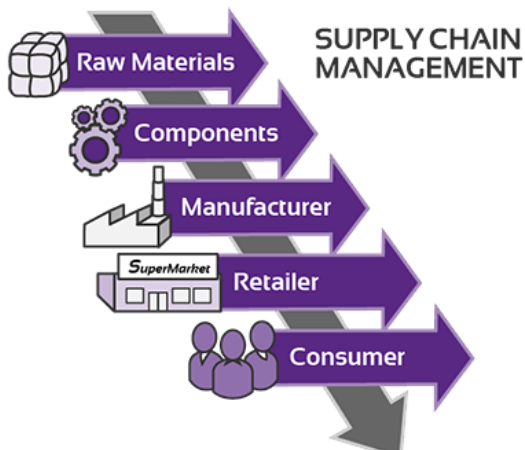 SUPPLY CHAIN
MANAGEMENT
Raw Materials
Components
Manufacturer
SuperMarket
Retailer
Consumer